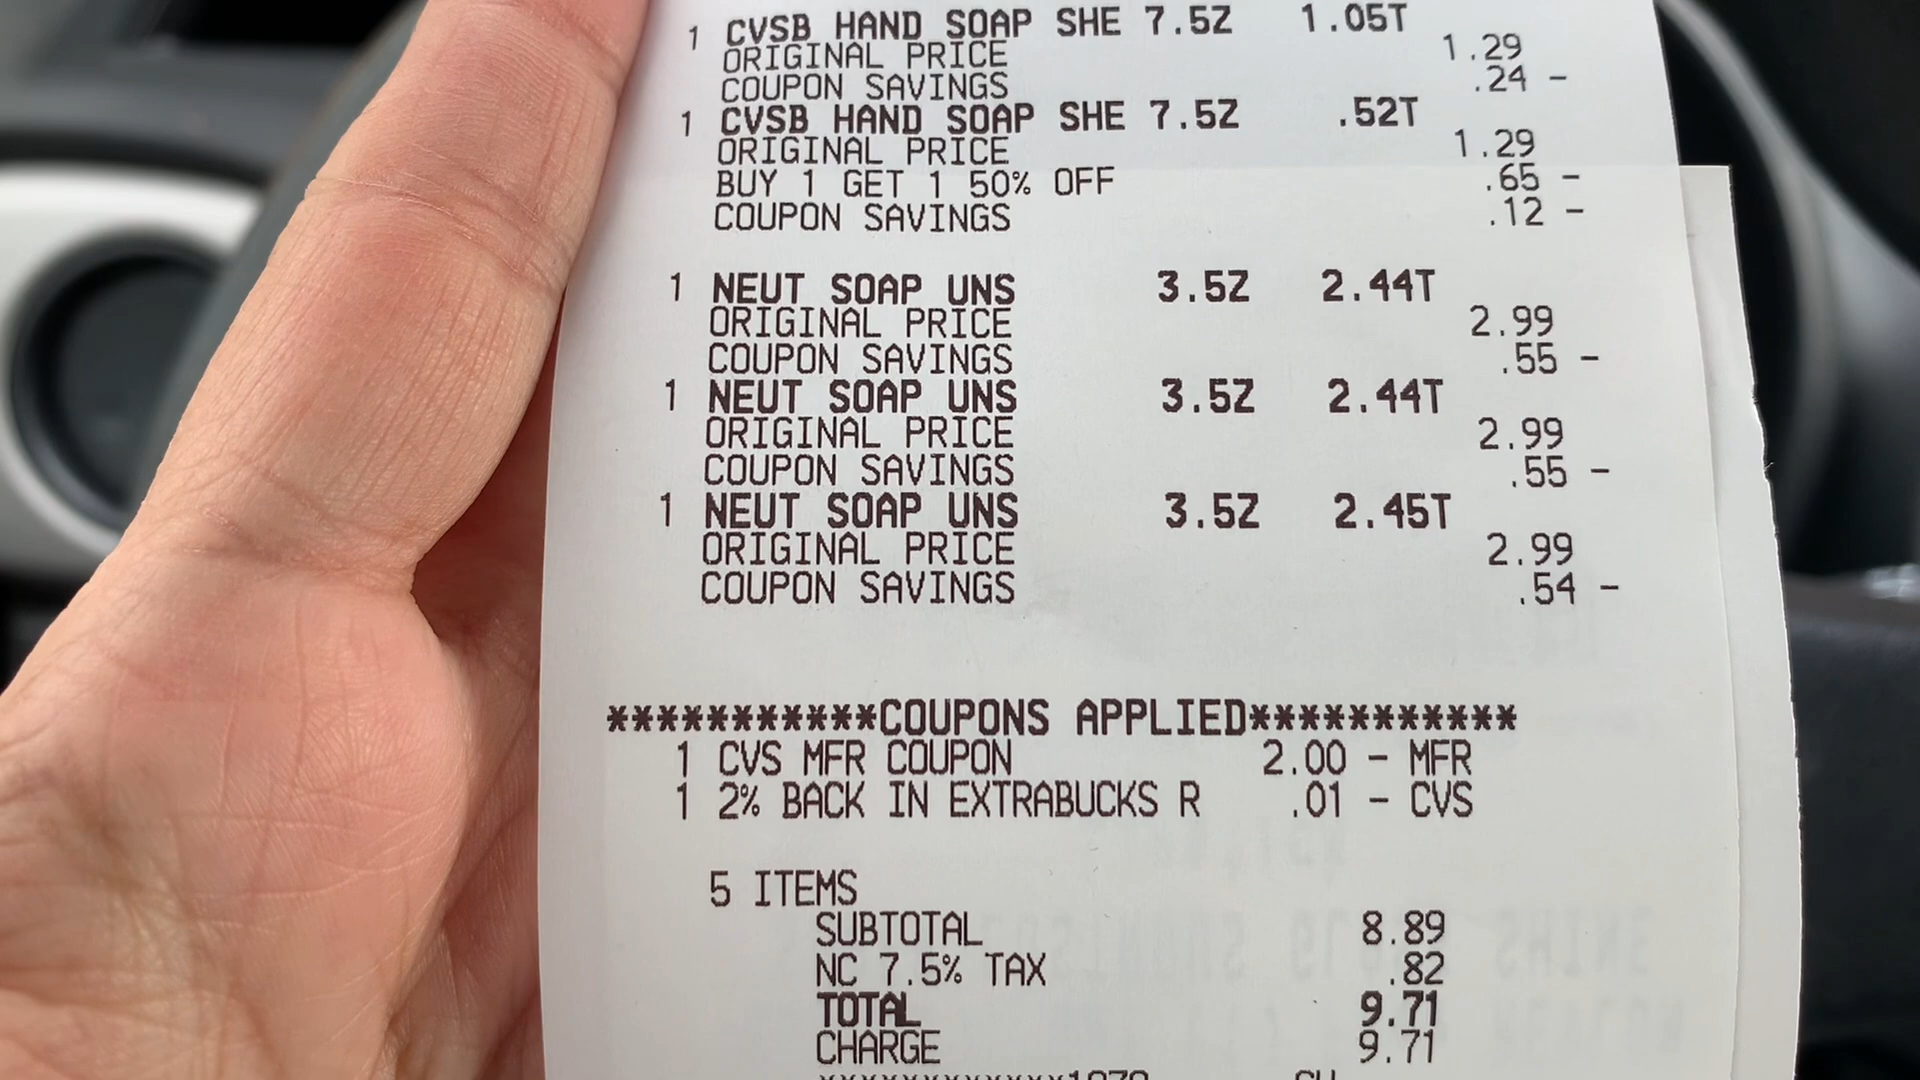 1 CVSB HAND SOAP SHE 7.5Z 1.05T
ORIGINAL PRICE 1.29
COUPON SAVINGS .24 -
1 CVSB HAND SOAP SHE 7.5Z .52T
ORIGINAL PRICE 1.29
BUY 1 GET 1 50% OFF .65 -
COUPON SAVINGS .12 -
1 NEUT SOAP UNS 3.5Z 2.44T
ORIGINAL PRICE 2.99
COUPON SAVINGS .55 -
1 NEUT SOAP UNS 3.5Z 2.44T
ORIGINAL PRICE 2.99
COUPON SAVINGS .55 -
1 NEUT SOAP UNS 3.5Z 2.45T
ORIGINAL PRICE 2.99
COUPON SAVINGS .54 -
***********COUPONS APPLIED***********
1 CVS MFR COUPON 2.00 - MFR
1 2% BACK IN EXTRABUCKS R .01 - CVS
5 ITEMS
SUBTOTAL 8.89
NC 7.5% TAX .82
TOTAL 9.71
CHARGE 9.71